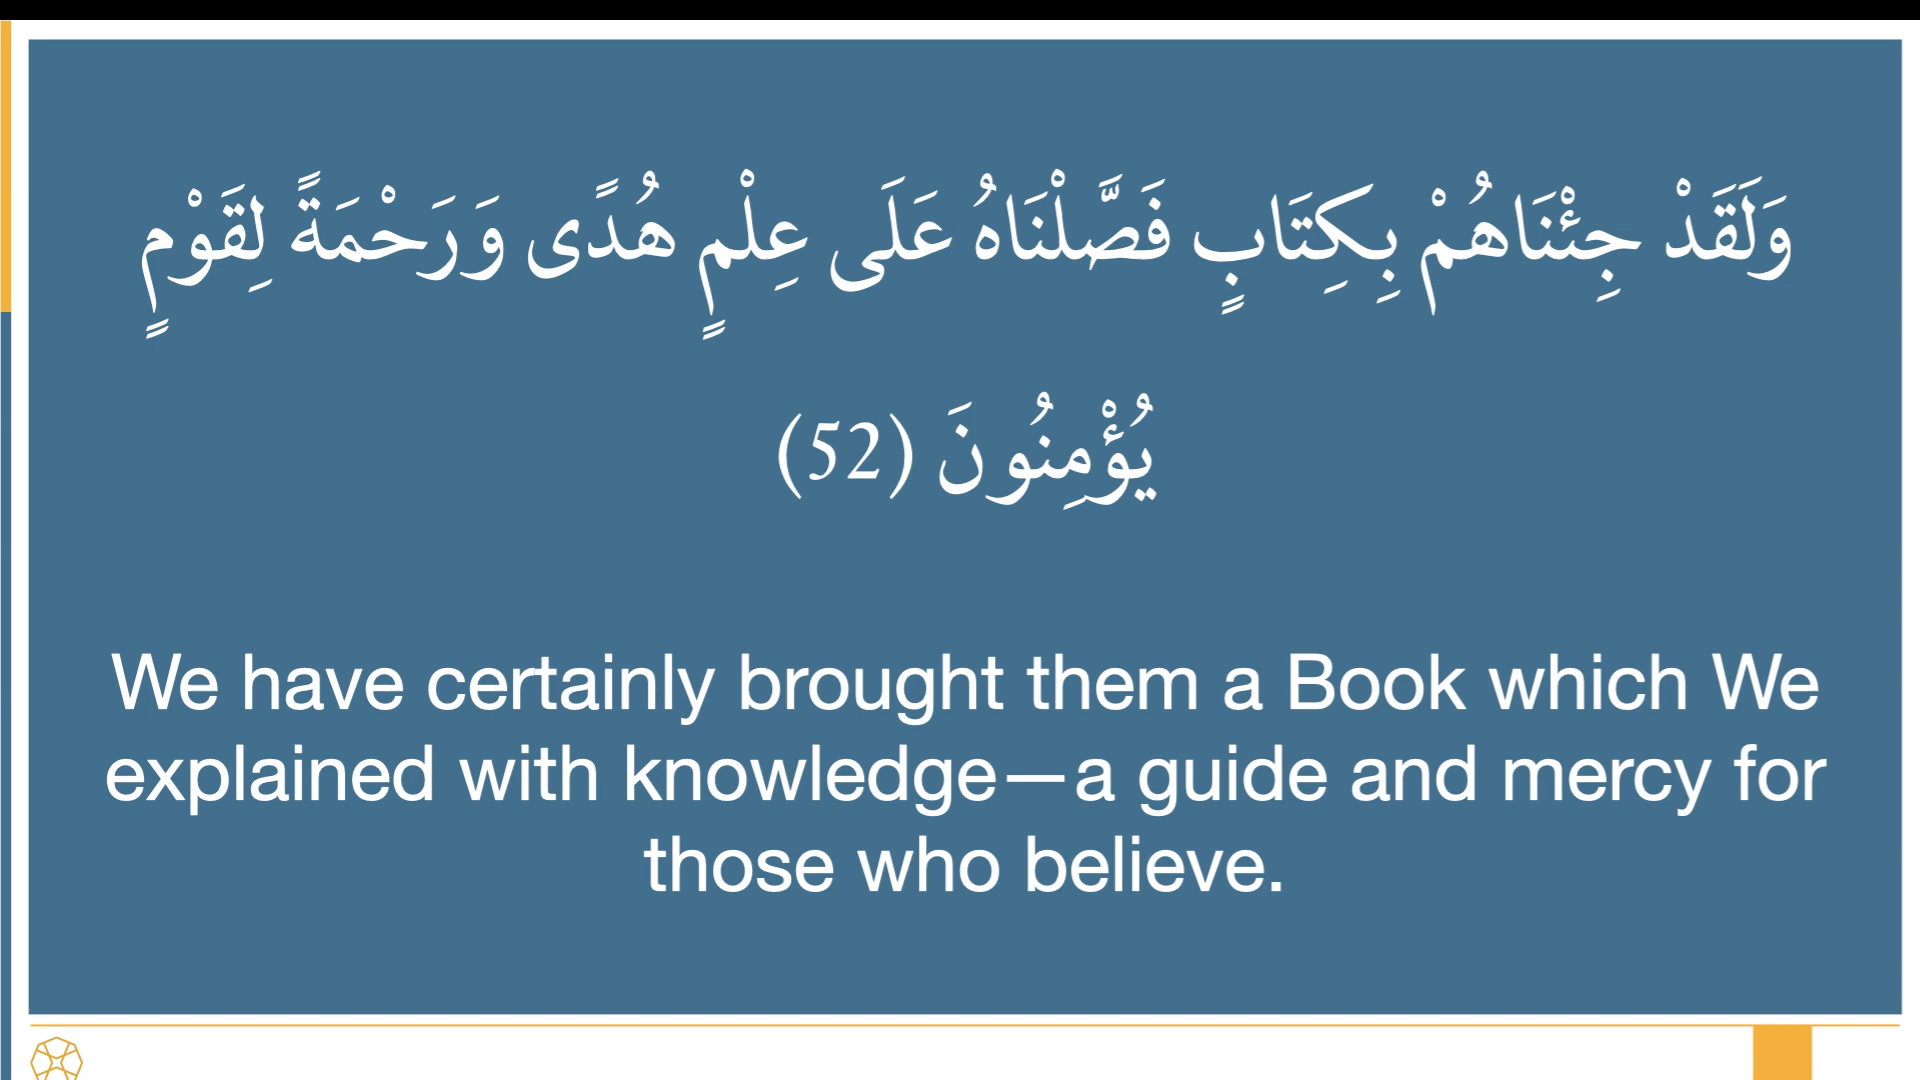 وَلَقَدْ جِئْنَاهُمْ بِكِتَابٍ فَصَّلْنَاهُ عَلَى عِلْمٍ هُدًى وَرَحْمَةً لِقَوْمٍ
يُؤْمِنُونَ (52)
We have certainly brought them a Book which We
explained with knowledge—a guide and mercy for
those who believe.